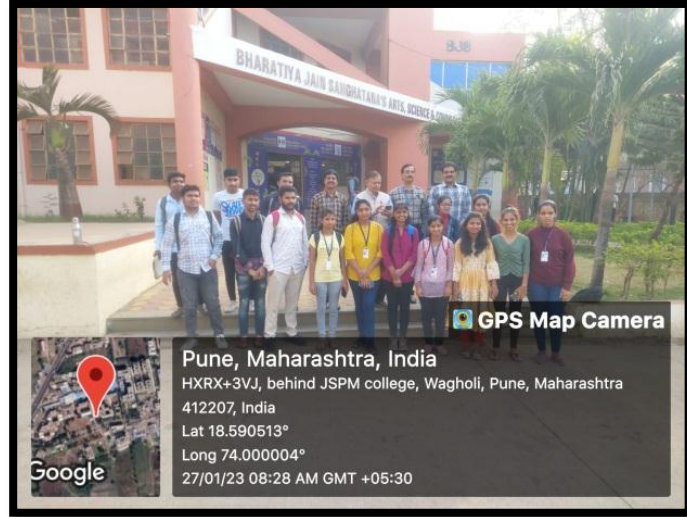 BJS
BHARATIYA JAIN SANGHATANA'S ARTS, SCIENCE &
GPS Map Camera
Pune, Maharashtra, India
HXRX+3VJ, behind JSPM college, Wagholi, Pune, Maharashtra
412207, India
Lat 18.590513°
Long 74.000004°
27/01/23 08:28 AM GMT +05:30
Google